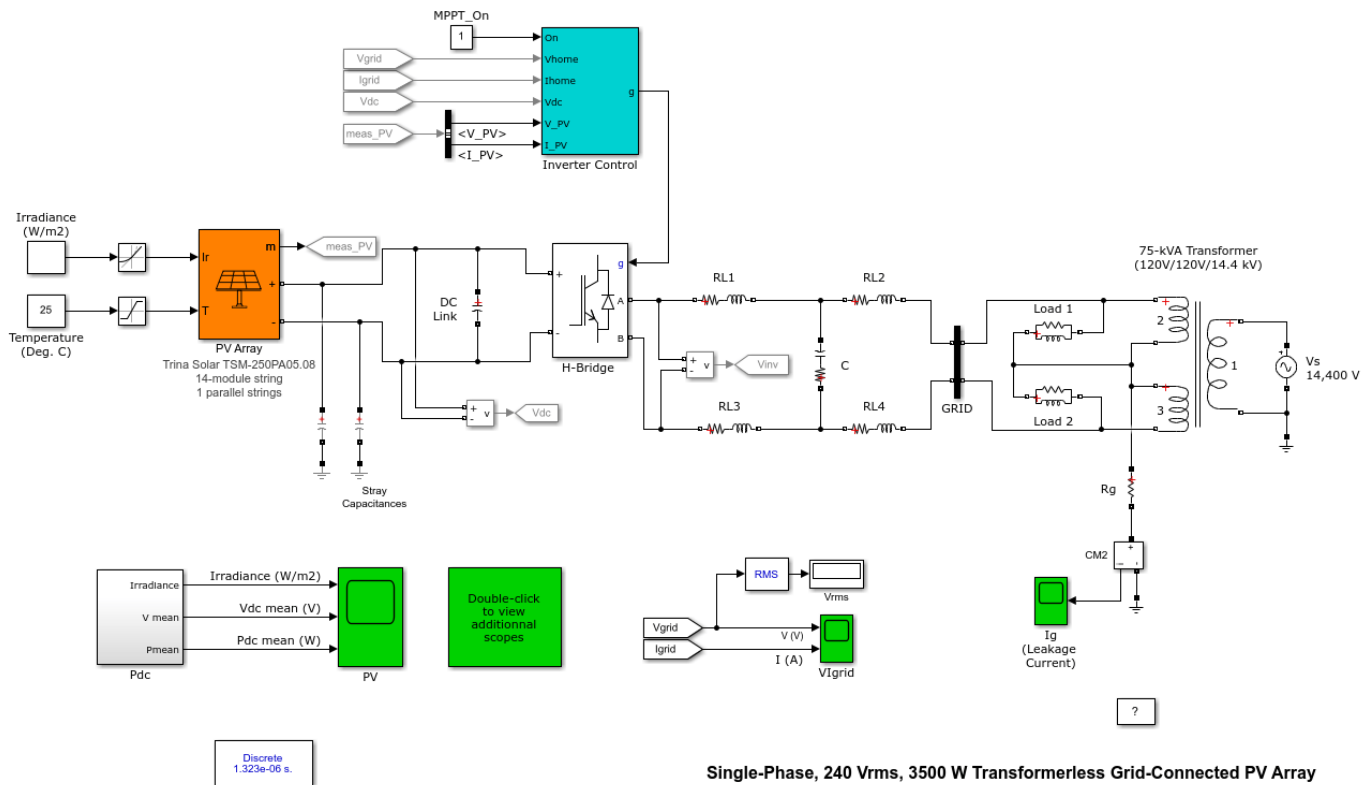 MPPT_On
1
On
Vgrid
Vhome
Igrid
Ihome
Vdc
Vdc
g
meas_PV
V_PV
<V_PV>
I_PV
<I_PV>
Inverter Control
Irradiance
(W/m2)
Ir
m
meas_PV
+
25
T
-
Temperature
(Deg. C)
PV Array
Trina Solar TSM-250PA05.08
14-module string
1 parallel strings
DC
Link
+
-
g
A
B
H-Bridge
+
-
v
Vdc
Stray
Capacitances
RL1
RL2
+
-
v
Vinv
C
RL3
RL4
GRID
75-kVA Transformer
(120V/120V/14.4 kV)
Load 1
2
1
Vs
14,400 V
Load 2
3
Rg
CM2
+
-
i
Ig
(Leakage
Current)
Irradiance
Irradiance (W/m2)
V mean
Vdc mean (V)
Pmean
Pdc mean (W)
Pdc
PV
Double-click
to view
additionnal
scopes
RMS
Vrms
Vgrid
V (V)
Igrid
I (A)
VIgrid
?
Discrete
1.323e-06 s.
Single-Phase, 240 Vrms, 3500 W Transformerless Grid-Connected PV Array